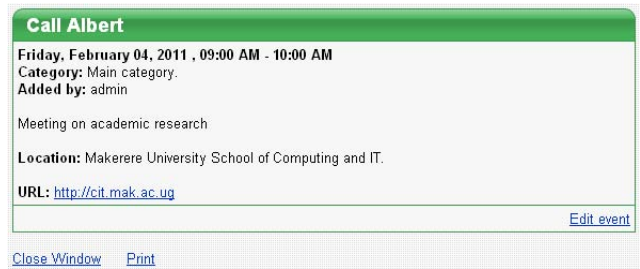 Call Albert
Friday, February 04, 2011 , 09:00 AM - 10:00 AM
Category: Main category.
Added by: admin
Meeting on academic research
Location: Makerere University School of Computing and IT.
URL: http://cit.mak.ac.ug
Edit event
Close Window Print